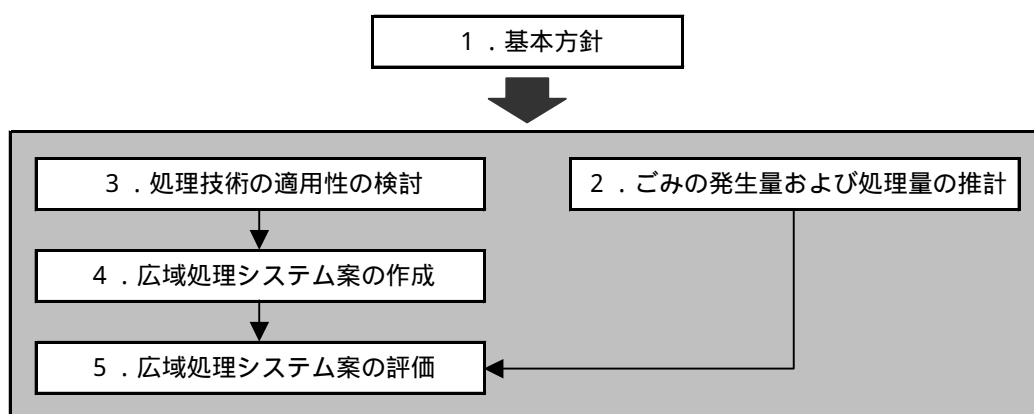 1．基本方針
3．処理技術の適用性の検討
2．ごみの発生量および処理量の推計
4．広域処理システム案の作成
5．広域処理システム案の評価